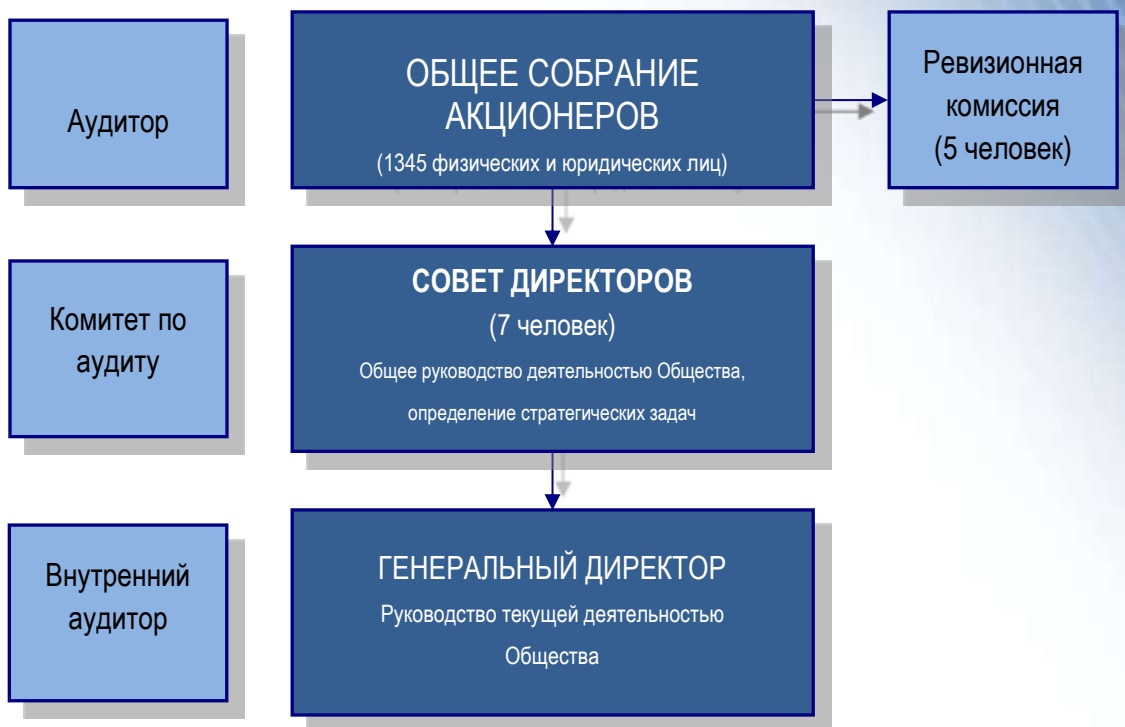 Аудитор
ОБЩЕЕ СОБРАНИЕ
АКЦИОНЕРОВ
(1345 физических и юридических лиц)
Ревизионная
комиссия
(5 человек)
Комитет по
аудиту
СОВЕТ ДИРЕКТОРОВ
(7 человек)
Общее руководство деятельностью Общества,
определение стратегических задач
Внутренний
аудитор
ГЕНЕРАЛЬНЫЙ ДИРЕКТОР
Руководство текущей деятельностью
Общества